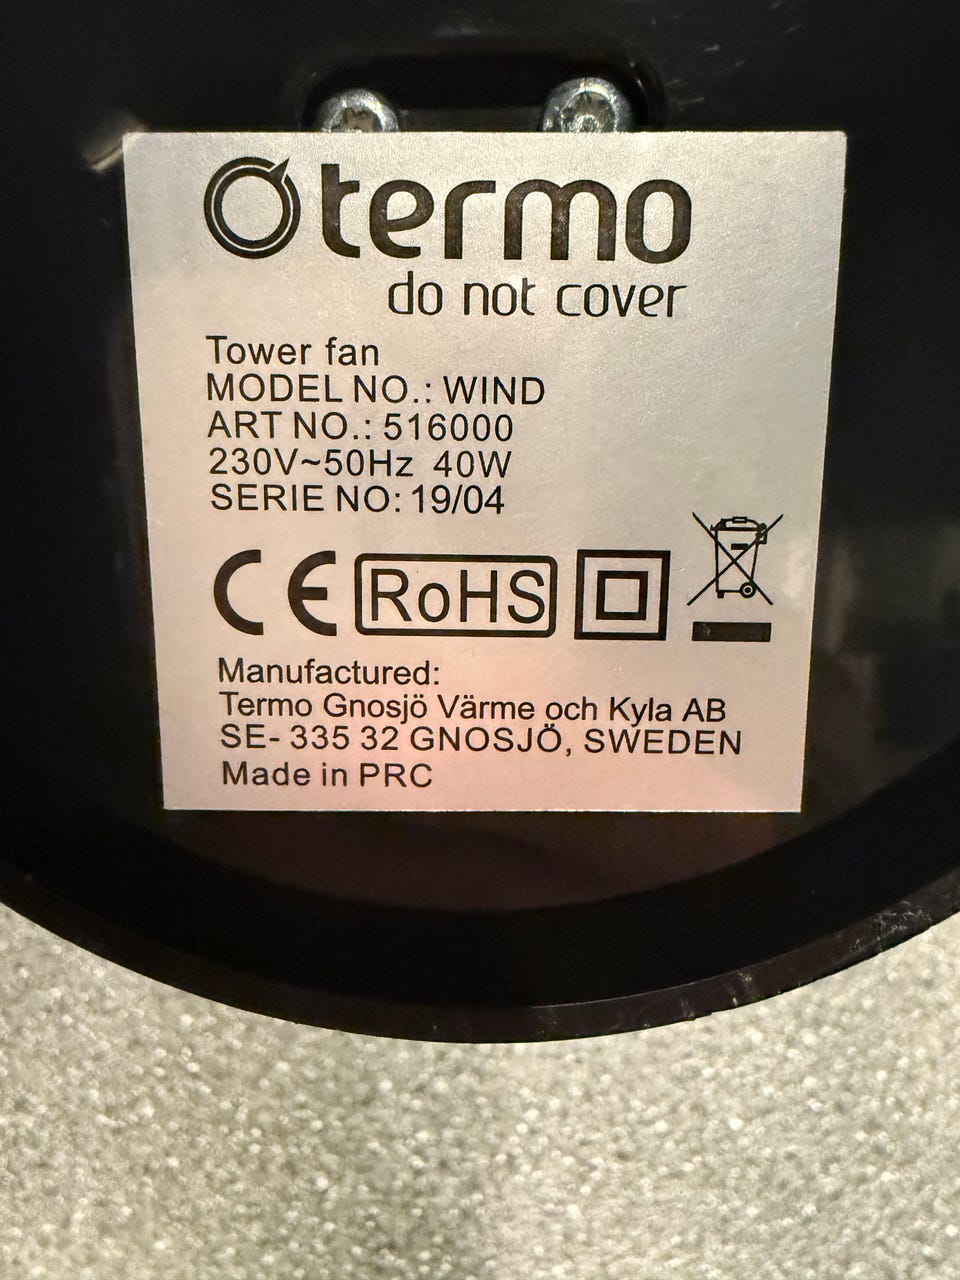 termo
do not cover
Tower fan
MODEL NO.: WIND
ART NO.: 516000
230V~50Hz 40W
SERIE NO: 19/04
CE RoHS
Manufactured:
Termo Gnosjö Värme och Kyla AB
SE- 335 32 GNOSJÖ, SWEDEN
Made in PRC